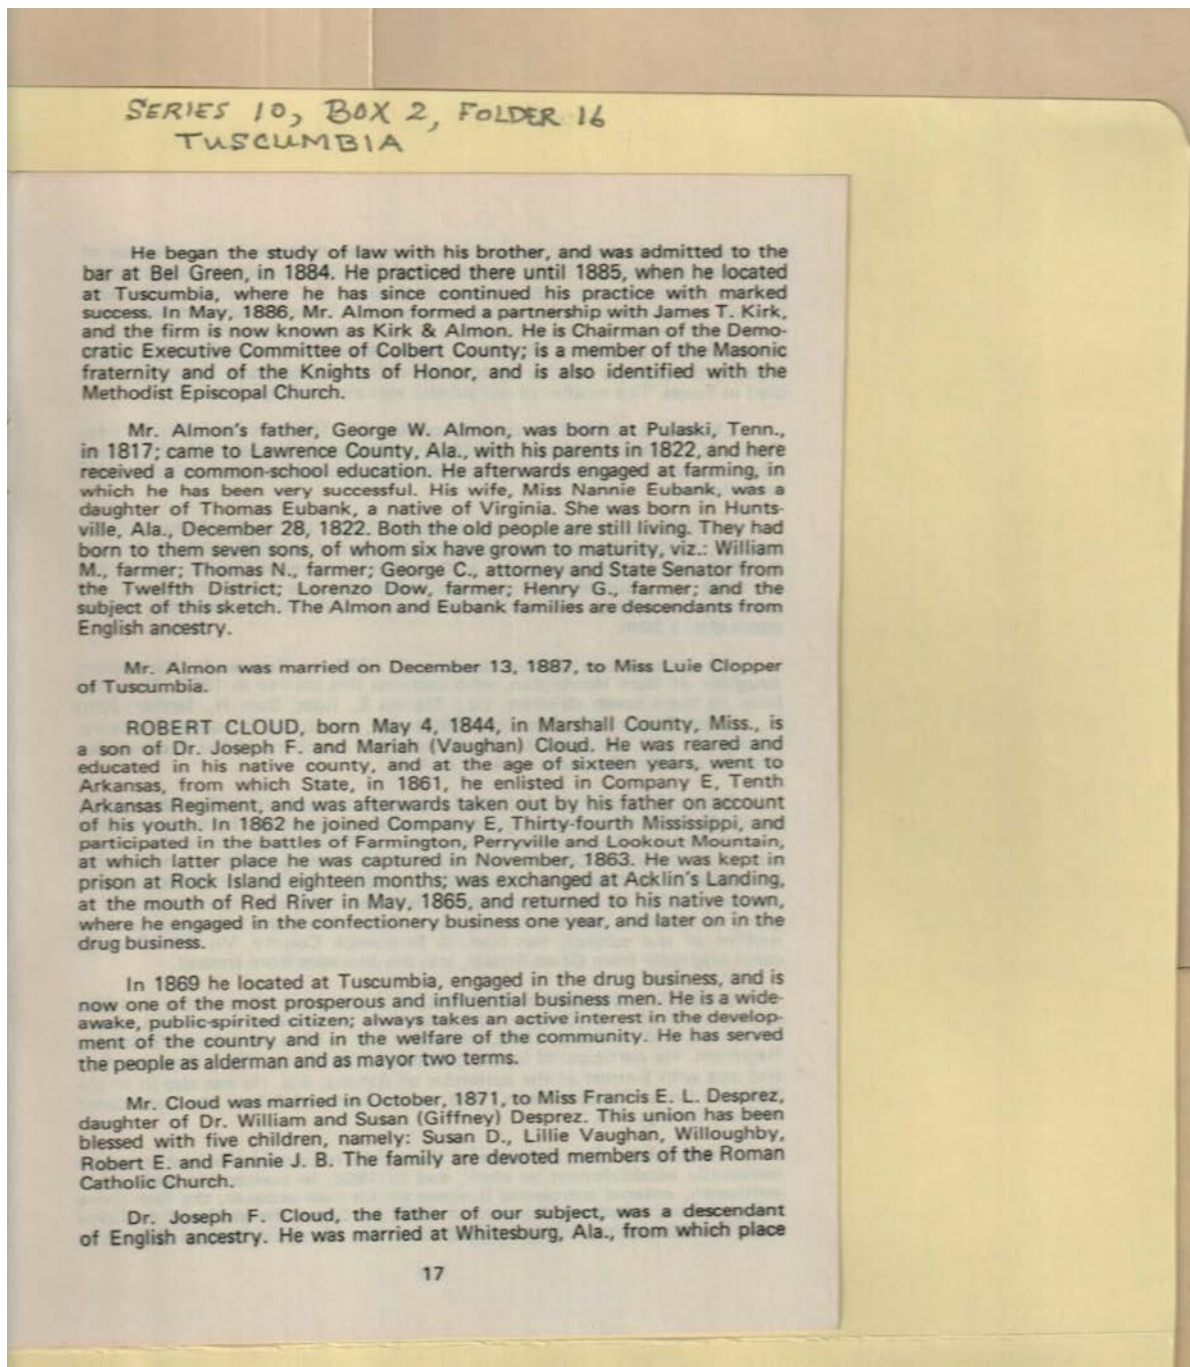 SERIES 10, BOX 2, FOLDER 16
TUSCUMBIA
He began the study of law with his brother, and was admitted to the
bar at Bel Green, in 1884. He practiced there until 1885, when he located
at Tuscumbia, where he has since continued his practice with marked
success. In May, 1886, Mr. Almon formed a partnership with James T. Kirk,
and the firm is now known as Kirk & Almon. He is Chairman of the Demo-
cratic Executive Committee of Colbert County; is a member of the Masonic
fraternity and of the Knights of Honor, and is also identified with the
Methodist Episcopal Church.
Mr. Almon's father, George W. Almon, was born at Pulaski, Tenn.,
in 1817; came to Lawrence County, Ala., with his parents in 1822, and here
received a common-school education. He afterwards engaged at farming, in
which he has been very successful. His wife, Miss Nannie Eubank, was a
daughter of Thomas Eubank, a native of Virginia. She was born in Hunts-
ville, Ala., December 28, 1822. Both the old people are still living. They had
born to them seven sons, of whom six have grown to maturity, viz.: William
M., farmer; Thomas N., farmer; George C., attorney and State Senator from
the Twelfth District; Lorenzo Dow, farmer; Henry G., farmer; and the
subject of this sketch. The Almon and Eubank families are descendants from
English ancestry.
Mr. Almon was married on December 13, 1887, to Miss Luie Clopper
of Tuscumbia.
ROBERT CLOUD, born May 4, 1844, in Marshall County, Miss., is
a son of Dr. Joseph F. and Mariah (Vaughan) Cloud. He was reared and
educated in his native county, and at the age of sixteen years, went to
Arkansas, from which State, in 1861, he enlisted in Company E, Tenth
Arkansas Regiment, and was afterwards taken out by his father on account
of his youth. In 1862 he joined Company E, Thirty-fourth Mississippi, and
participated in the battles of Farmington, Perryville and Lookout Mountain,
at which latter place he was captured in November, 1863. He was kept in
prison at Rock Island eighteen months; was exchanged at Acklin's Landing,
at the mouth of Red River in May, 1865, and returned to his native town,
where he engaged in the confectionery business one year, and later on in the
drug business.
In 1869 he located at Tuscumbia, engaged in the drug business, and is
now one of the most prosperous and influential business men. He is a wide-
awake, public-spirited citizen; always takes an active interest in the develop-
ment of the country and in the welfare of the community. He has served
the people as alderman and as mayor two terms.
Mr. Cloud was married in October, 1871, to Miss Francis E. L. Desprez,
daughter of Dr. William and Susan (Giffney) Desprez. This union has been
blessed with five children, namely: Susan D., Lillie Vaughan, Willoughby,
Robert E. and Fannie J. B. The family are devoted members of the Roman
Catholic Church.
Dr. Joseph F. Cloud, the father of our subject, was a descendant
of English ancestry. He was married at Whitesburg, Ala., from which place
17